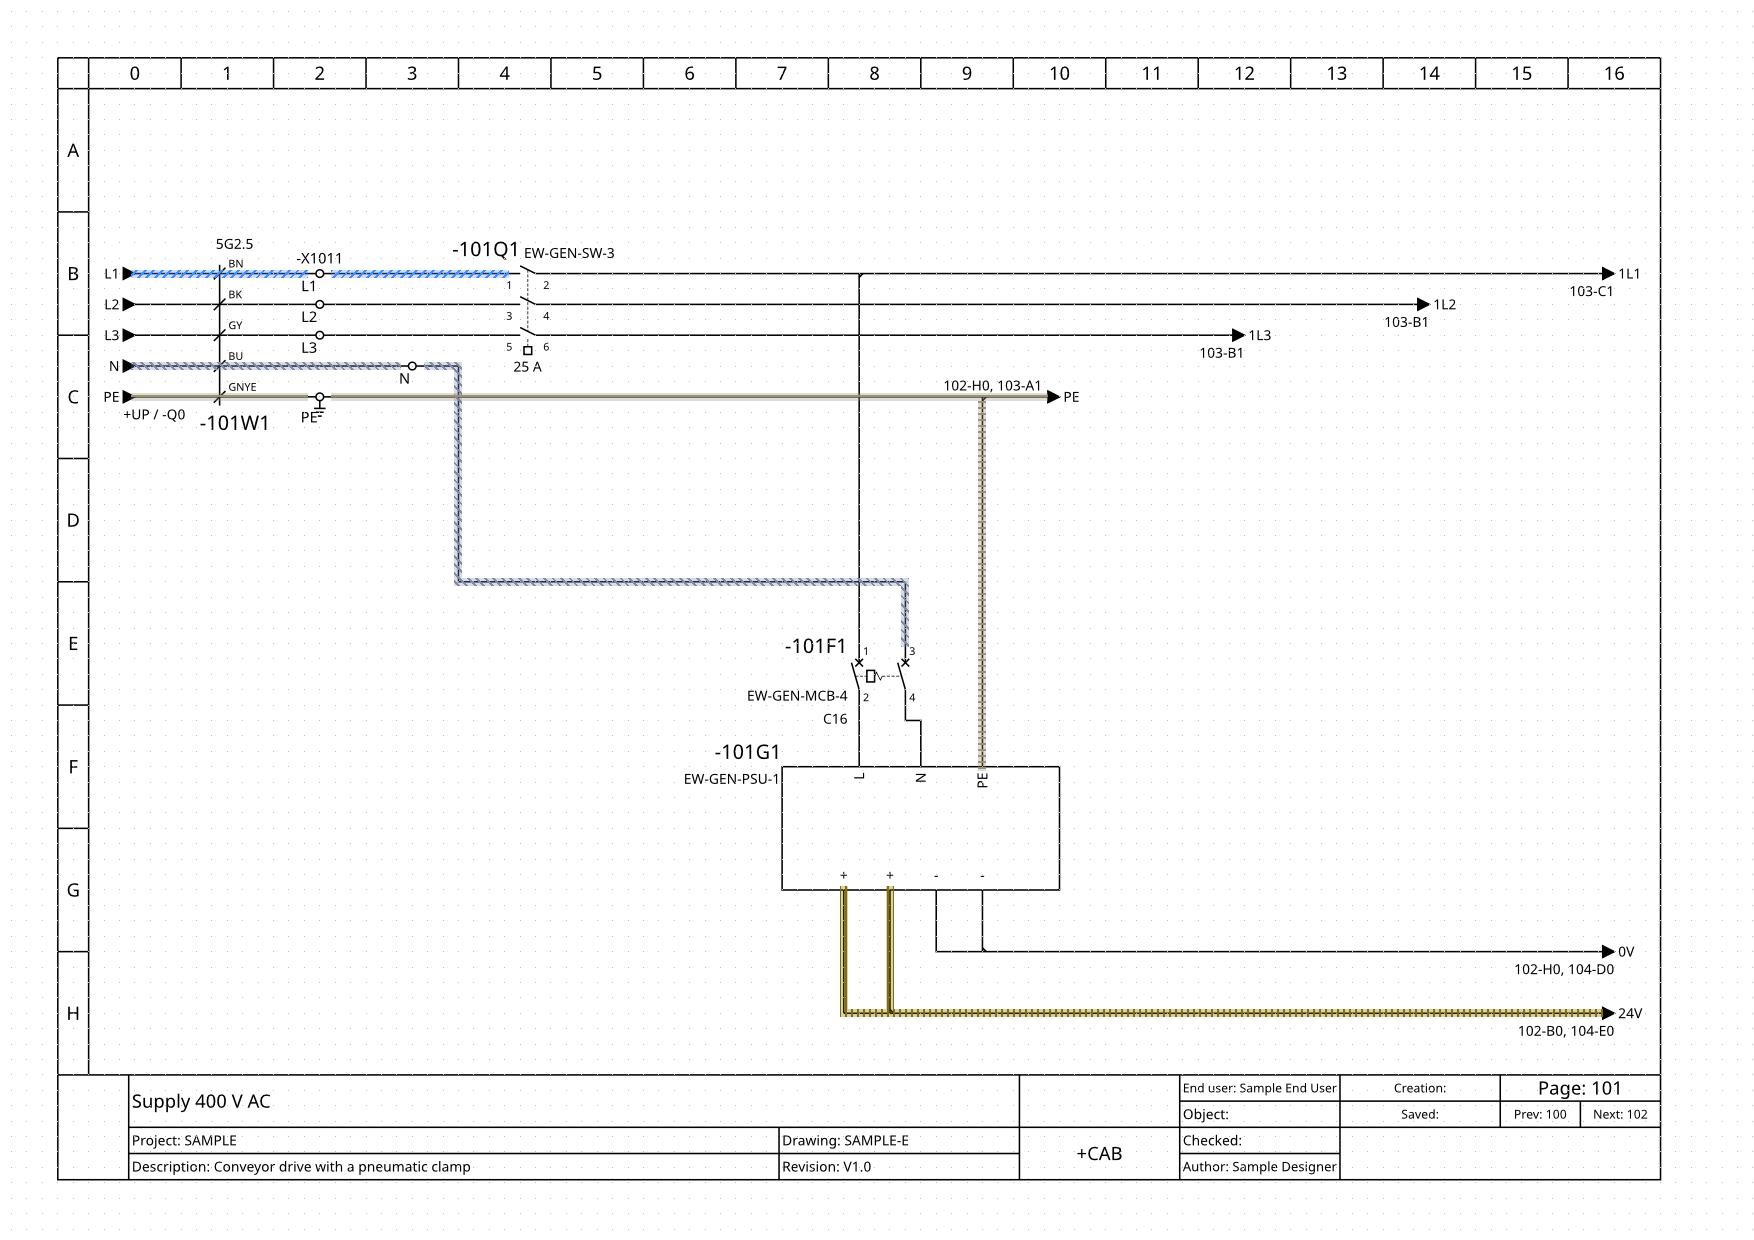 0 1 2 3 4 5 6 7 8 9 10 11 12 13 14 15 16
A
B
C
D
E
F
G
H
5G2.5
-X1011
-101Q1 EW-GEN-SW-3
L1 BN L1 1 2 1L1
103-C1
L2 BK L2 3 4 1L2
103-B1
L3 GY L3 5 6 1L3
103-B1
25 A
N BU N
PE GNYE PE 102-H0, 103-A1 PE
+UP / -Q0
-101W1
-101F1 1 3
EW-GEN-MCB-4 2 4
C16
-101G1
EW-GEN-PSU-1 L N PE
+ + - -
0V
102-H0, 104-D0
24V
102-B0, 104-E0
Supply 400 V AC
Project: SAMPLE
Description: Conveyor drive with a pneumatic clamp
Drawing: SAMPLE-E
Revision: V1.0
+CAB
End user: Sample End User
Object:
Checked:
Author: Sample Designer
Creation:
Saved:
Page: 101
Prev: 100 Next: 102